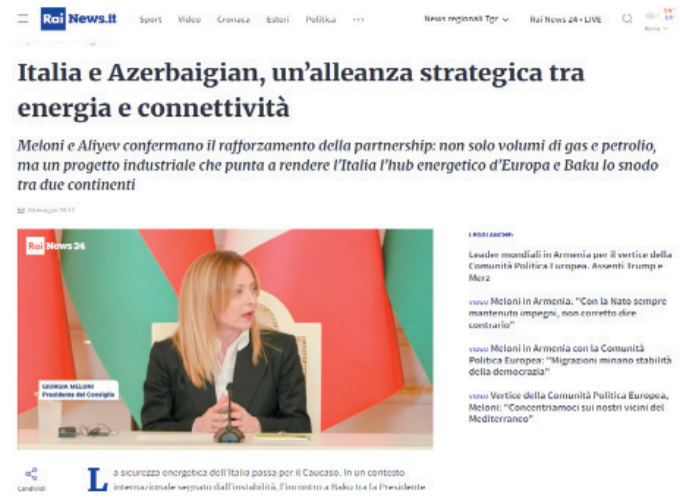 Rai News.it Sport Video Cronaca Esteri Politica ... News regionali Tgr Rai News 24 • LIVE
Italia e Azerbaigian, un'alleanza strategica tra
energia e connettività
Meloni e Aliyev confermano il rafforzamento della partnership: non solo volumi di gas e petrolio,
ma un progetto industriale che punta a rendere l'Italia l'hub energetico d'Europa e Baku lo snodo
tra due continenti
Rai News 24
GIORGIA MELONI
Presidente del Consiglio
LEGGI ANCHE:
Leader mondiali in Armenia per il vertice della
Comunità Politica Europea. Assenti Trump e
Merz
VIDEO Meloni in Armenia: "Con la Nato sempre
mantenuto impegni, non corretto dire
contrario"
VIDEO Meloni in Armenia con la Comunità
Politica Europea: "Migrazioni minano stabilità
della democrazia"
VIDEO Vertice della Comunità Politica Europea,
Meloni: "Concentriamoci sui nostri vicini del
Mediterraneo"
Condividi
La sicurezza energetica dell'Italia passa per il Caucaso. In un contesto
internazionale segnato dall'instabilità, l'incontro a Baku tra la Presidente